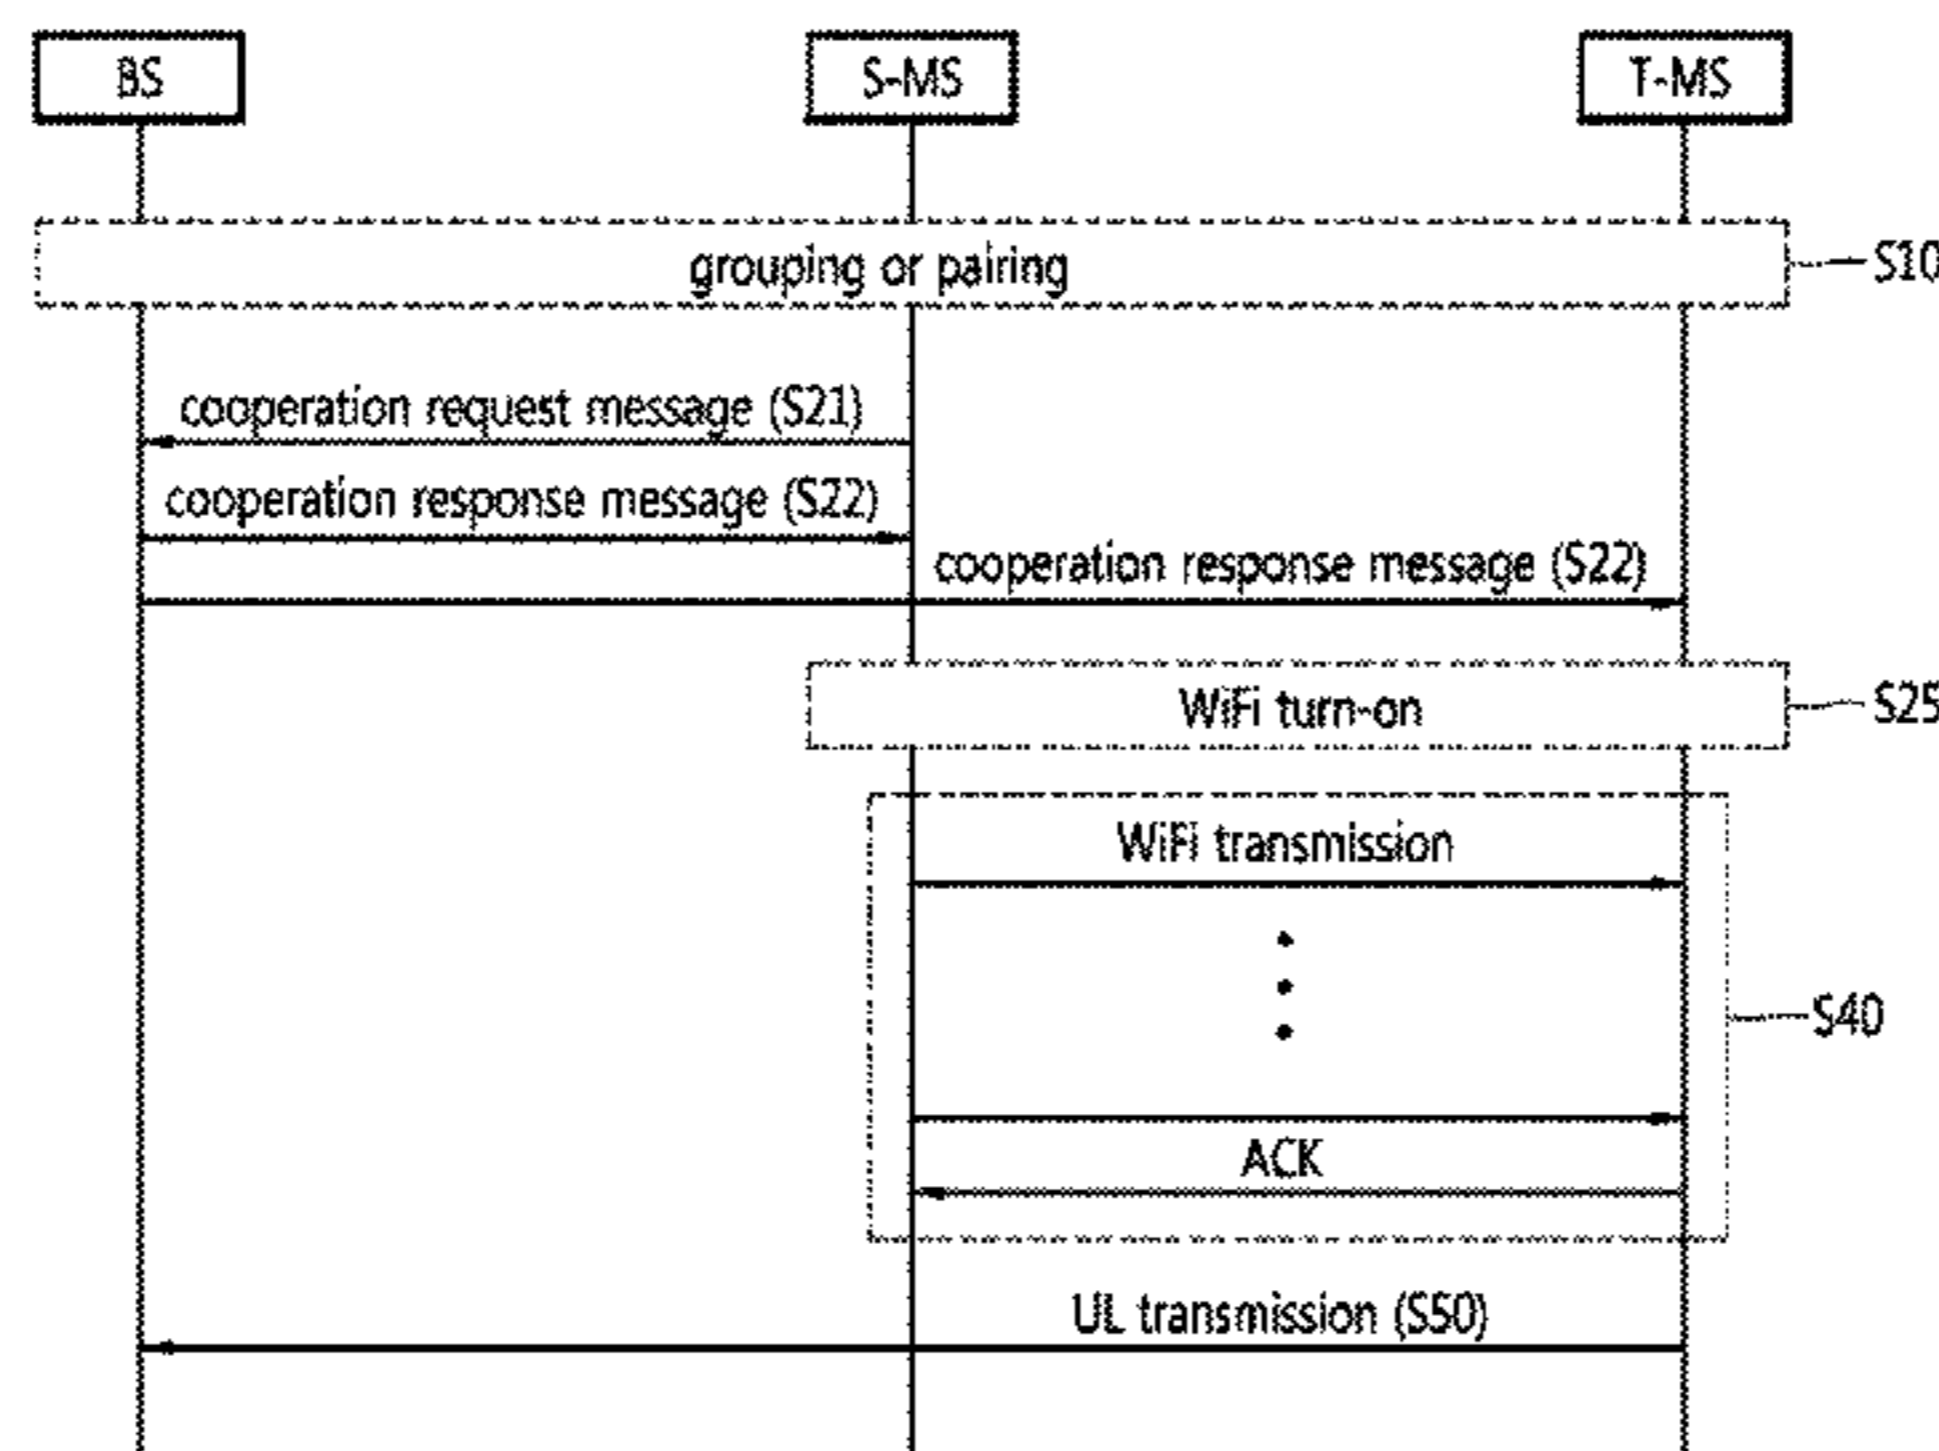 BS
S-MS
T-MS
grouping or pairing
S10
cooperation request message (S21)
cooperation response message (S22)
cooperation response message (S22)
WiFi turn-on
S25
WiFi transmission
S40
ACK
UL transmission (S50)